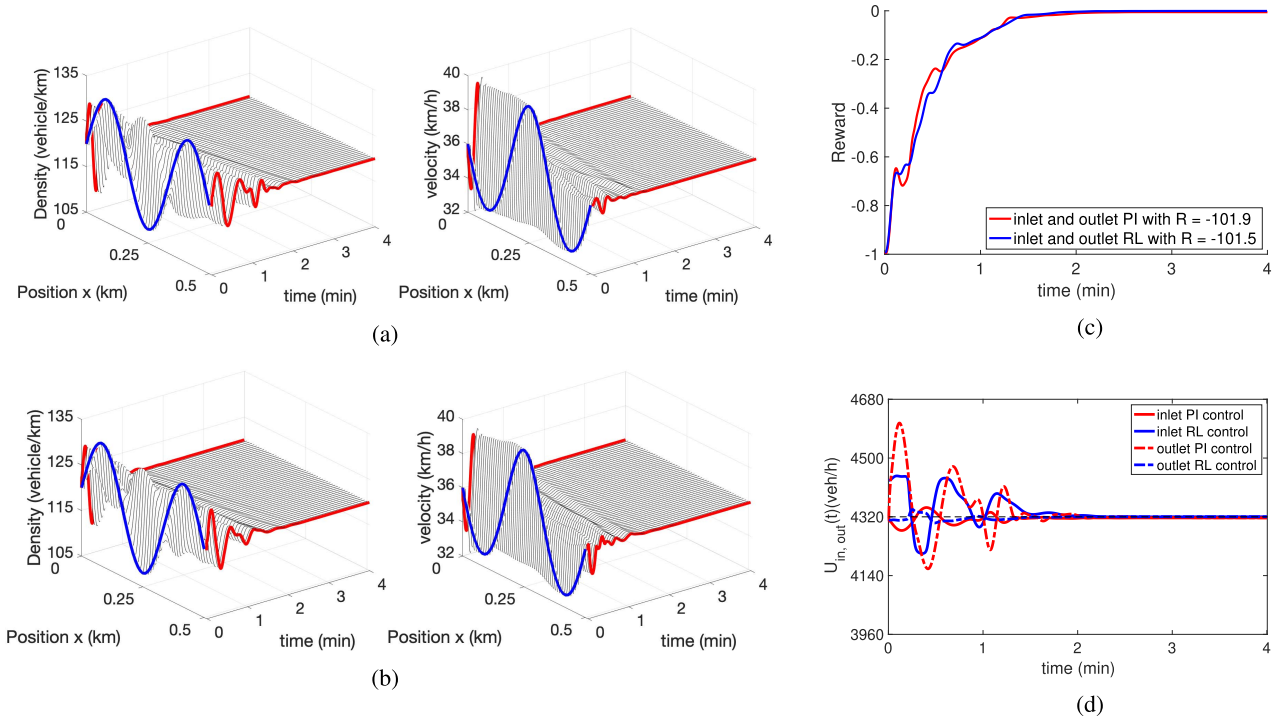 Density (vehicle/km)
135
125
115
105
0
0.25
0.5
Position x (km)
0
1
2
3
4
time (min)
velocity (km/h)
40
38
36
34
32
0
0.25
0.5
Position x (km)
0
1
2
3
4
time (min)
(a)
Density (vehicle/km)
135
125
115
105
0
0.25
0.5
Position x (km)
0
1
2
3
4
time (min)
velocity (km/h)
40
38
36
34
32
0
0.25
0.5
Position x (km)
0
1
2
3
4
time (min)
(b)
Reward
0
-0.2
-0.4
-0.6
-0.8
-1
inlet and outlet PI with R = -101.9
inlet and outlet RL with R = -101.5
0
1
2
3
4
time (min)
(c)
U in, out (t)(veh/h)
4680
4500
4320
4140
3960
inlet PI control
inlet RL control
outlet PI control
outlet RL control
0
1
2
3
4
time (min)
(d)